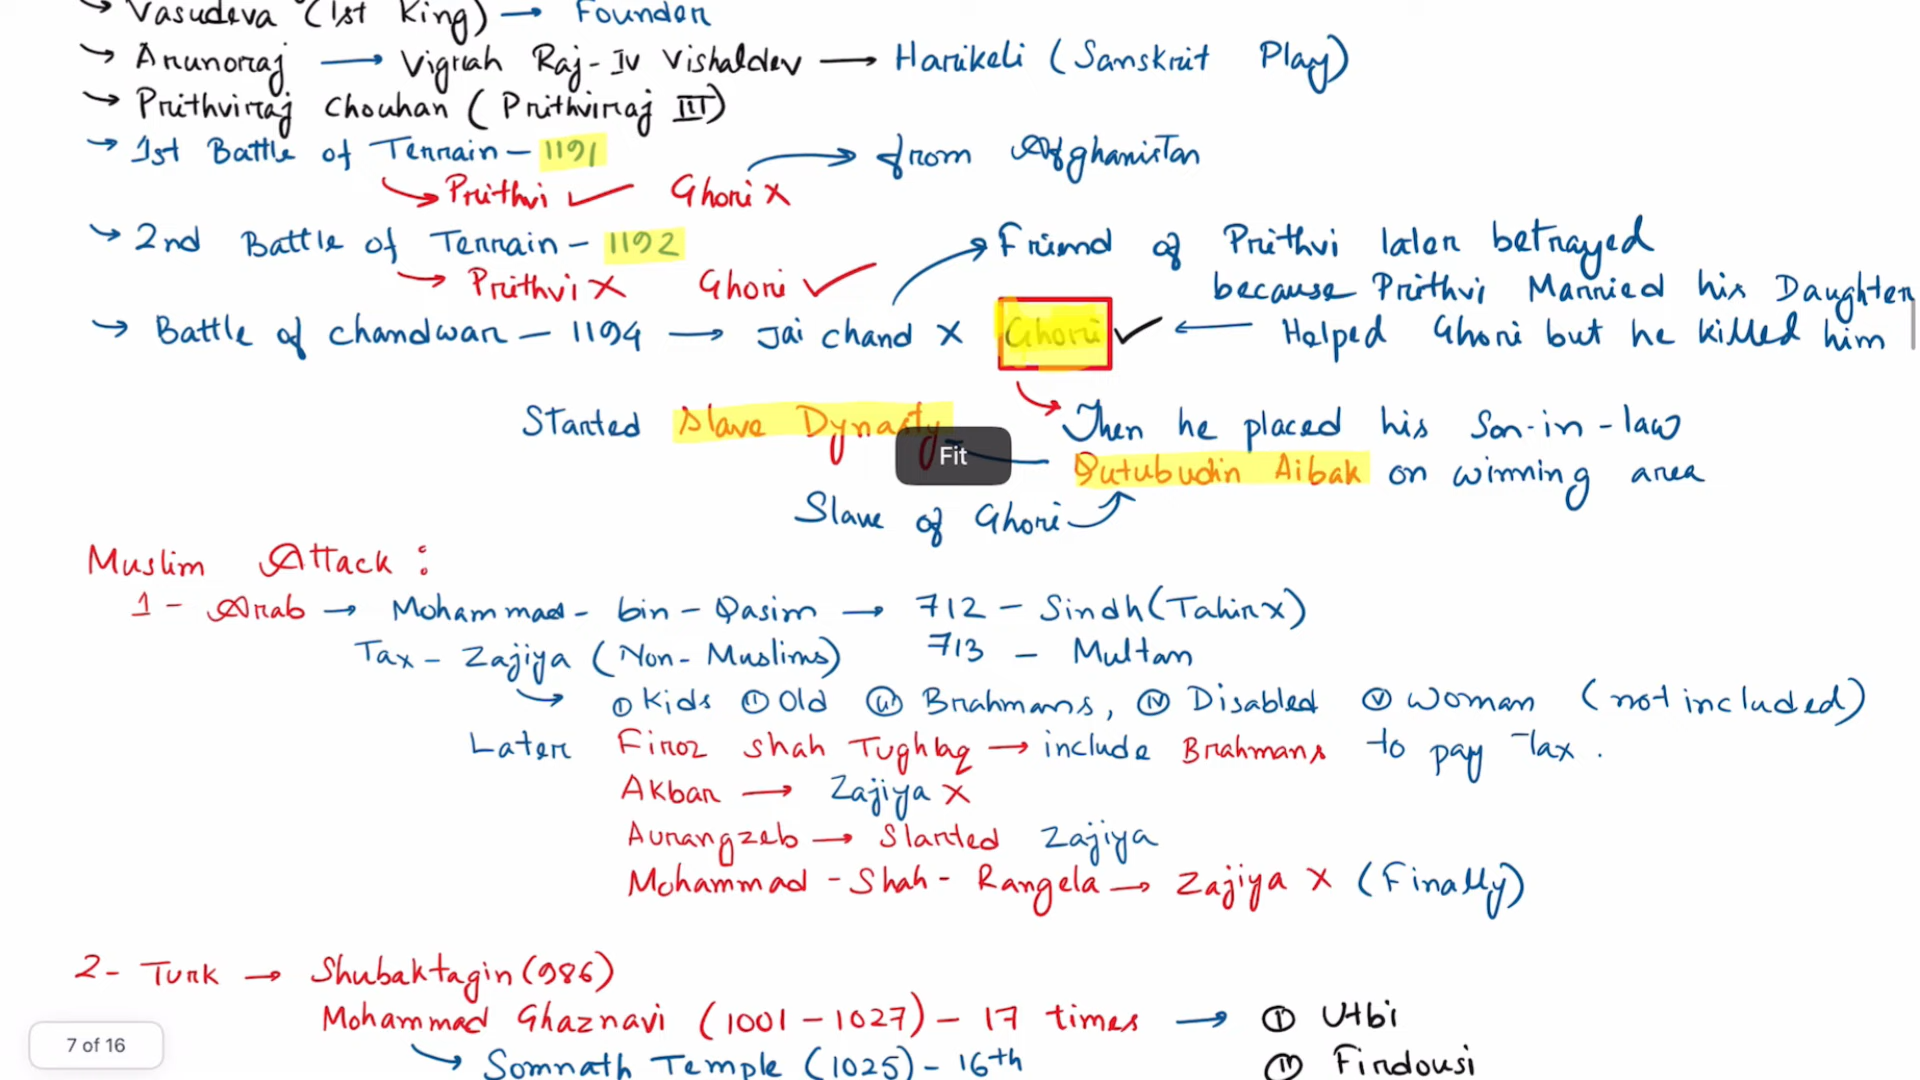 → Vasudeva (1st King) → Founder
→ Arunoraj → Vigrah Raj-IV Vishaldev → Harikeli (Sanskrit Play)
→ Prithviraj Chouhan (Prithviraj III)
→ 1st Battle of Terrain - 1191 → from Afghanistan
→ Prithvi ✓ Ghori X
→ 2nd Battle of Terrain - 1192 → Friend of Prithvi later betrayed
→ Prithvi X Ghori ✓ because Prithvi Married his Daughter
→ Battle of chandwar - 1194 → Jai chand X Ghori ✓ ← Helped Ghori but he killed him
Started Slave Dynasty → Then he placed his Son-in-law
Fit Qutubudin Aibak on winning area
Slave of Ghori
Muslim Attack :
1 - Arab → Mohammad - bin - Qasim → 712 - Sindh (Tahir x)
Tax - Zajiya (Non-Muslims) 713 - Multan
→ (I) Kids (II) Old (III) Brahmans, (IV) Disabled (V) Woman (not included)
Later Firoz shah Tughlaq → include Brahmans to pay Tax .
Akbar → Zajiya X
Aurangzeb → Started Zajiya
Mohammad - Shah - Rangela → Zajiya X (Finally)
2 - Turk → Shubaktagin (986)
Mohammad Ghaznavi (1001 - 1027) - 17 times → (I) Utbi
7 of 16
→ Somnath Temple (1025) - 16th (II) Firdousi